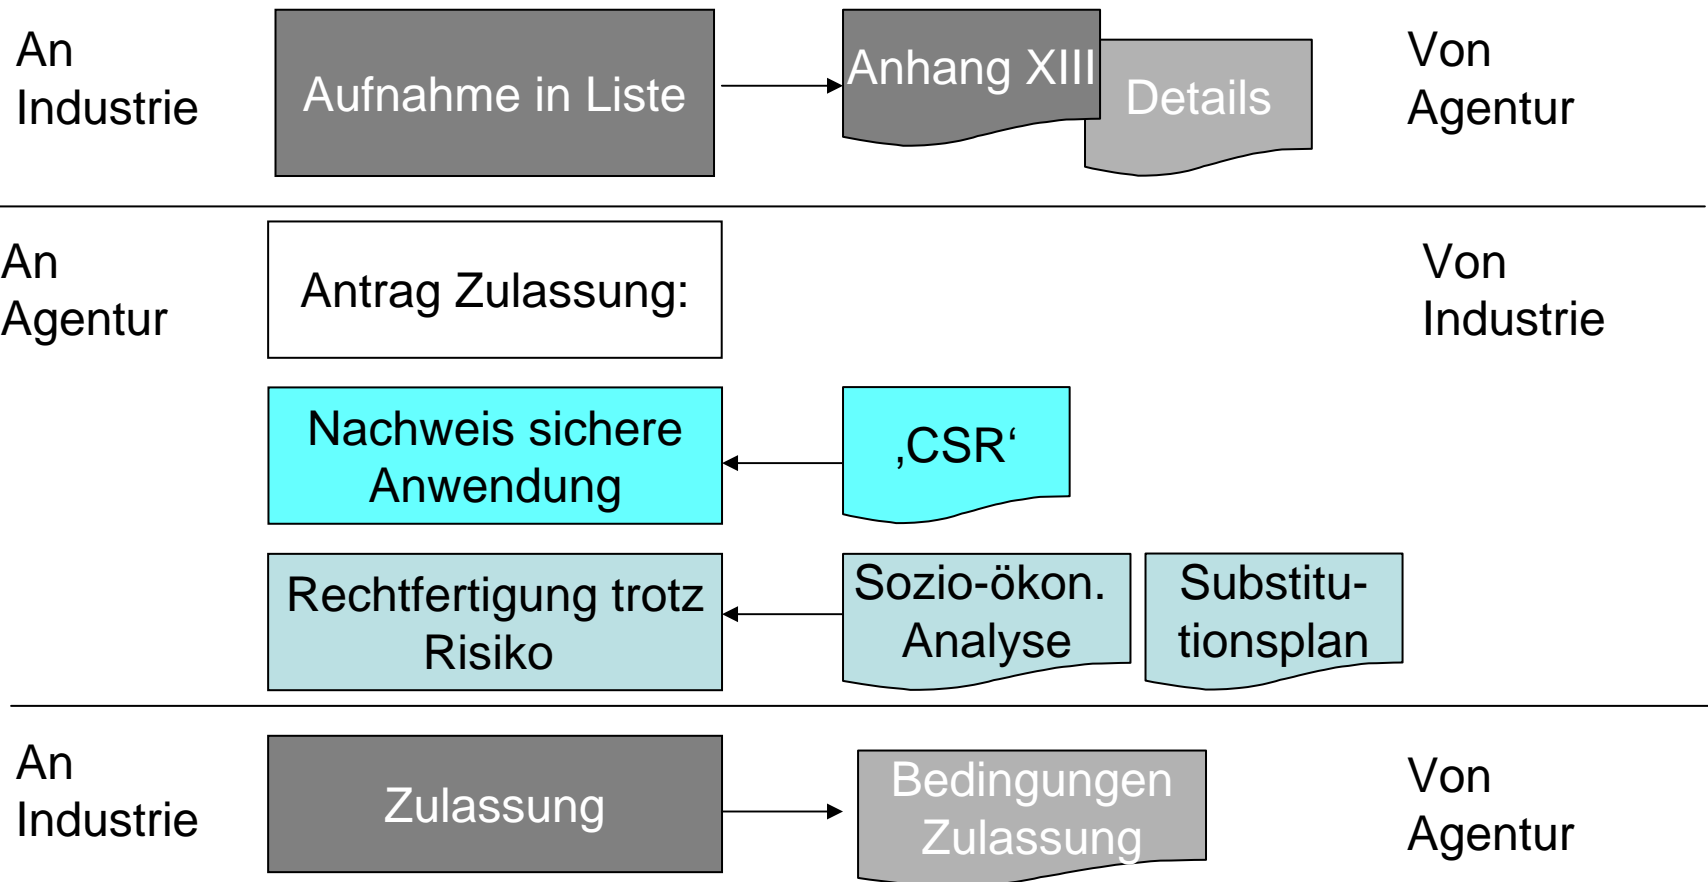 An
Industrie
Aufnahme in Liste
Anhang XIII
Details
Von
Agentur
An
Agentur
Antrag Zulassung:
Von
Industrie
Nachweis sichere
Anwendung
‚CSR‘
Rechtfertigung trotz
Risiko
Sozio-ökon.
Analyse
Substitu-
tionsplan
An
Industrie
Zulassung
Bedingungen
Zulassung
Von
Agentur